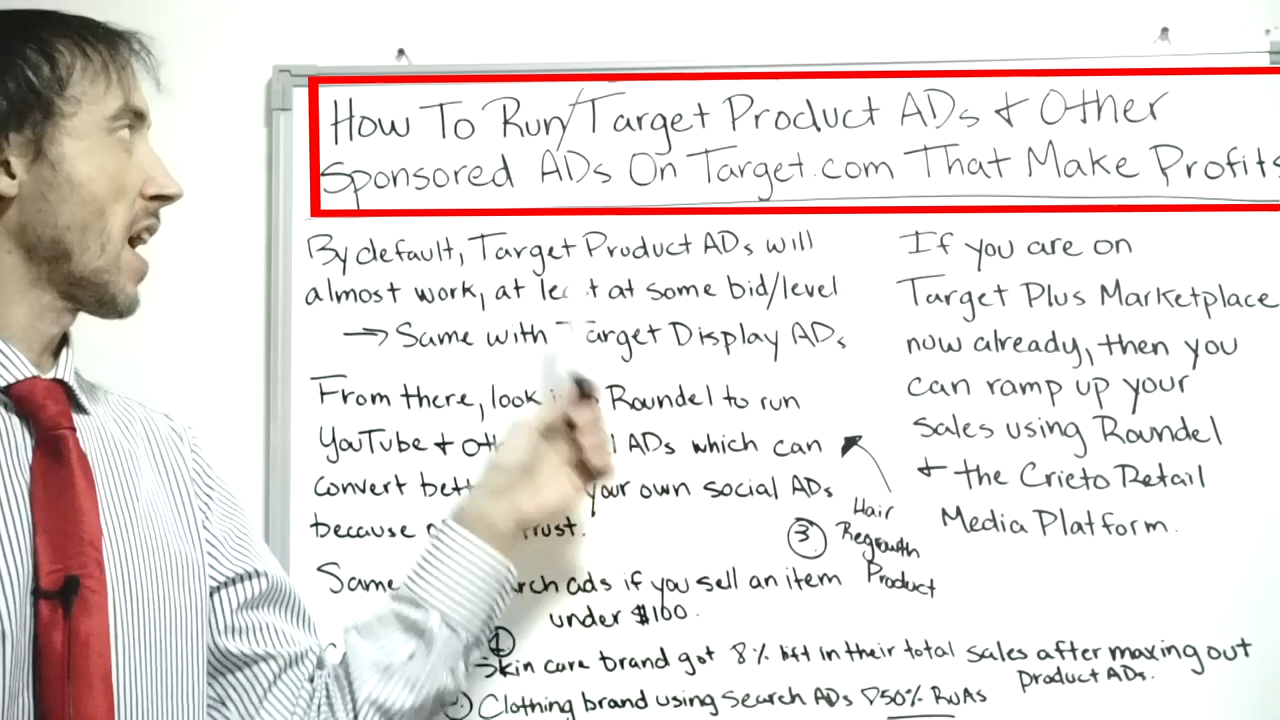 How To Run/Target Product ADs & Other
Sponsored ADs On Target.com That Make Profits
By default, Target Product ADs will
almost work, at le t at some bid/level
→ Same with Target Display ADs
From there, look Roundel to run
YouTube & ADs which can
convert your own social ADs
because rust.
Same rch ads if you sell an item
under $100.
① Skin care brand got 8% lift in their total sales after maxing out
product ADs.
② Clothing brand using Search ADs 50% RoAs
③ Hair
Regrowth
Product
If you are on
Target Plus Marketplace
now already, then you
can ramp up your
sales using Roundel
& the Crieto Retail
Media Platform.